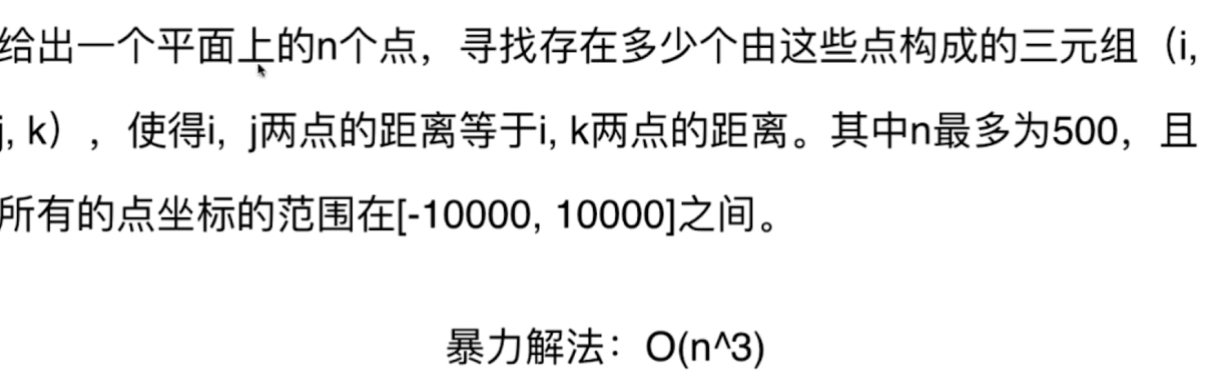 给出一个平面上的n个点，寻找存在多少个由这些点构成的三元组（i,
j, k），使得i, j两点的距离等于i, k两点的距离。其中n最多为500，且
所有的点坐标的范围在[-10000, 10000]之间。
暴力解法：O(n^3)